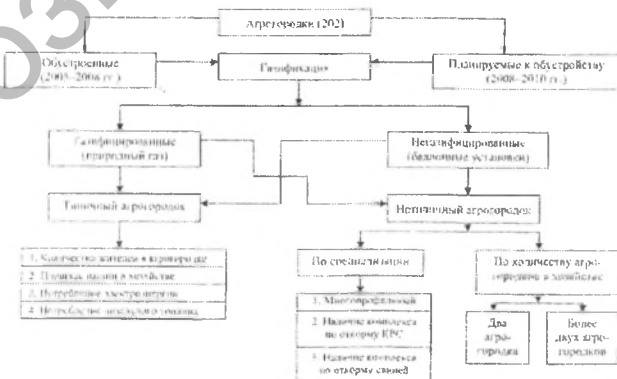 Агрогородки (202)
Обустроенные
(2005–2006 гг.)
Газификация
Планируемые к обустройству
(2008–2010 гг.)
Газифицированные
(природный газ)
Негазифицированные
(баллонные установки)
Типичный агрогородок
Нетипичный агрогородок
1. Количество жителей в агрогородке
2. Площадь пашни в хозяйстве
3. Потребление электроэнергии
4. Потребление топлива
По специализации
По количеству агро-
городков в хозяйстве
1. Многопрофильный
2. Наличие комплекса
по откорму КРС
3. Наличие комплекса
по откорму свиней
Два
агро-
городка
Более
двух агро-
городков